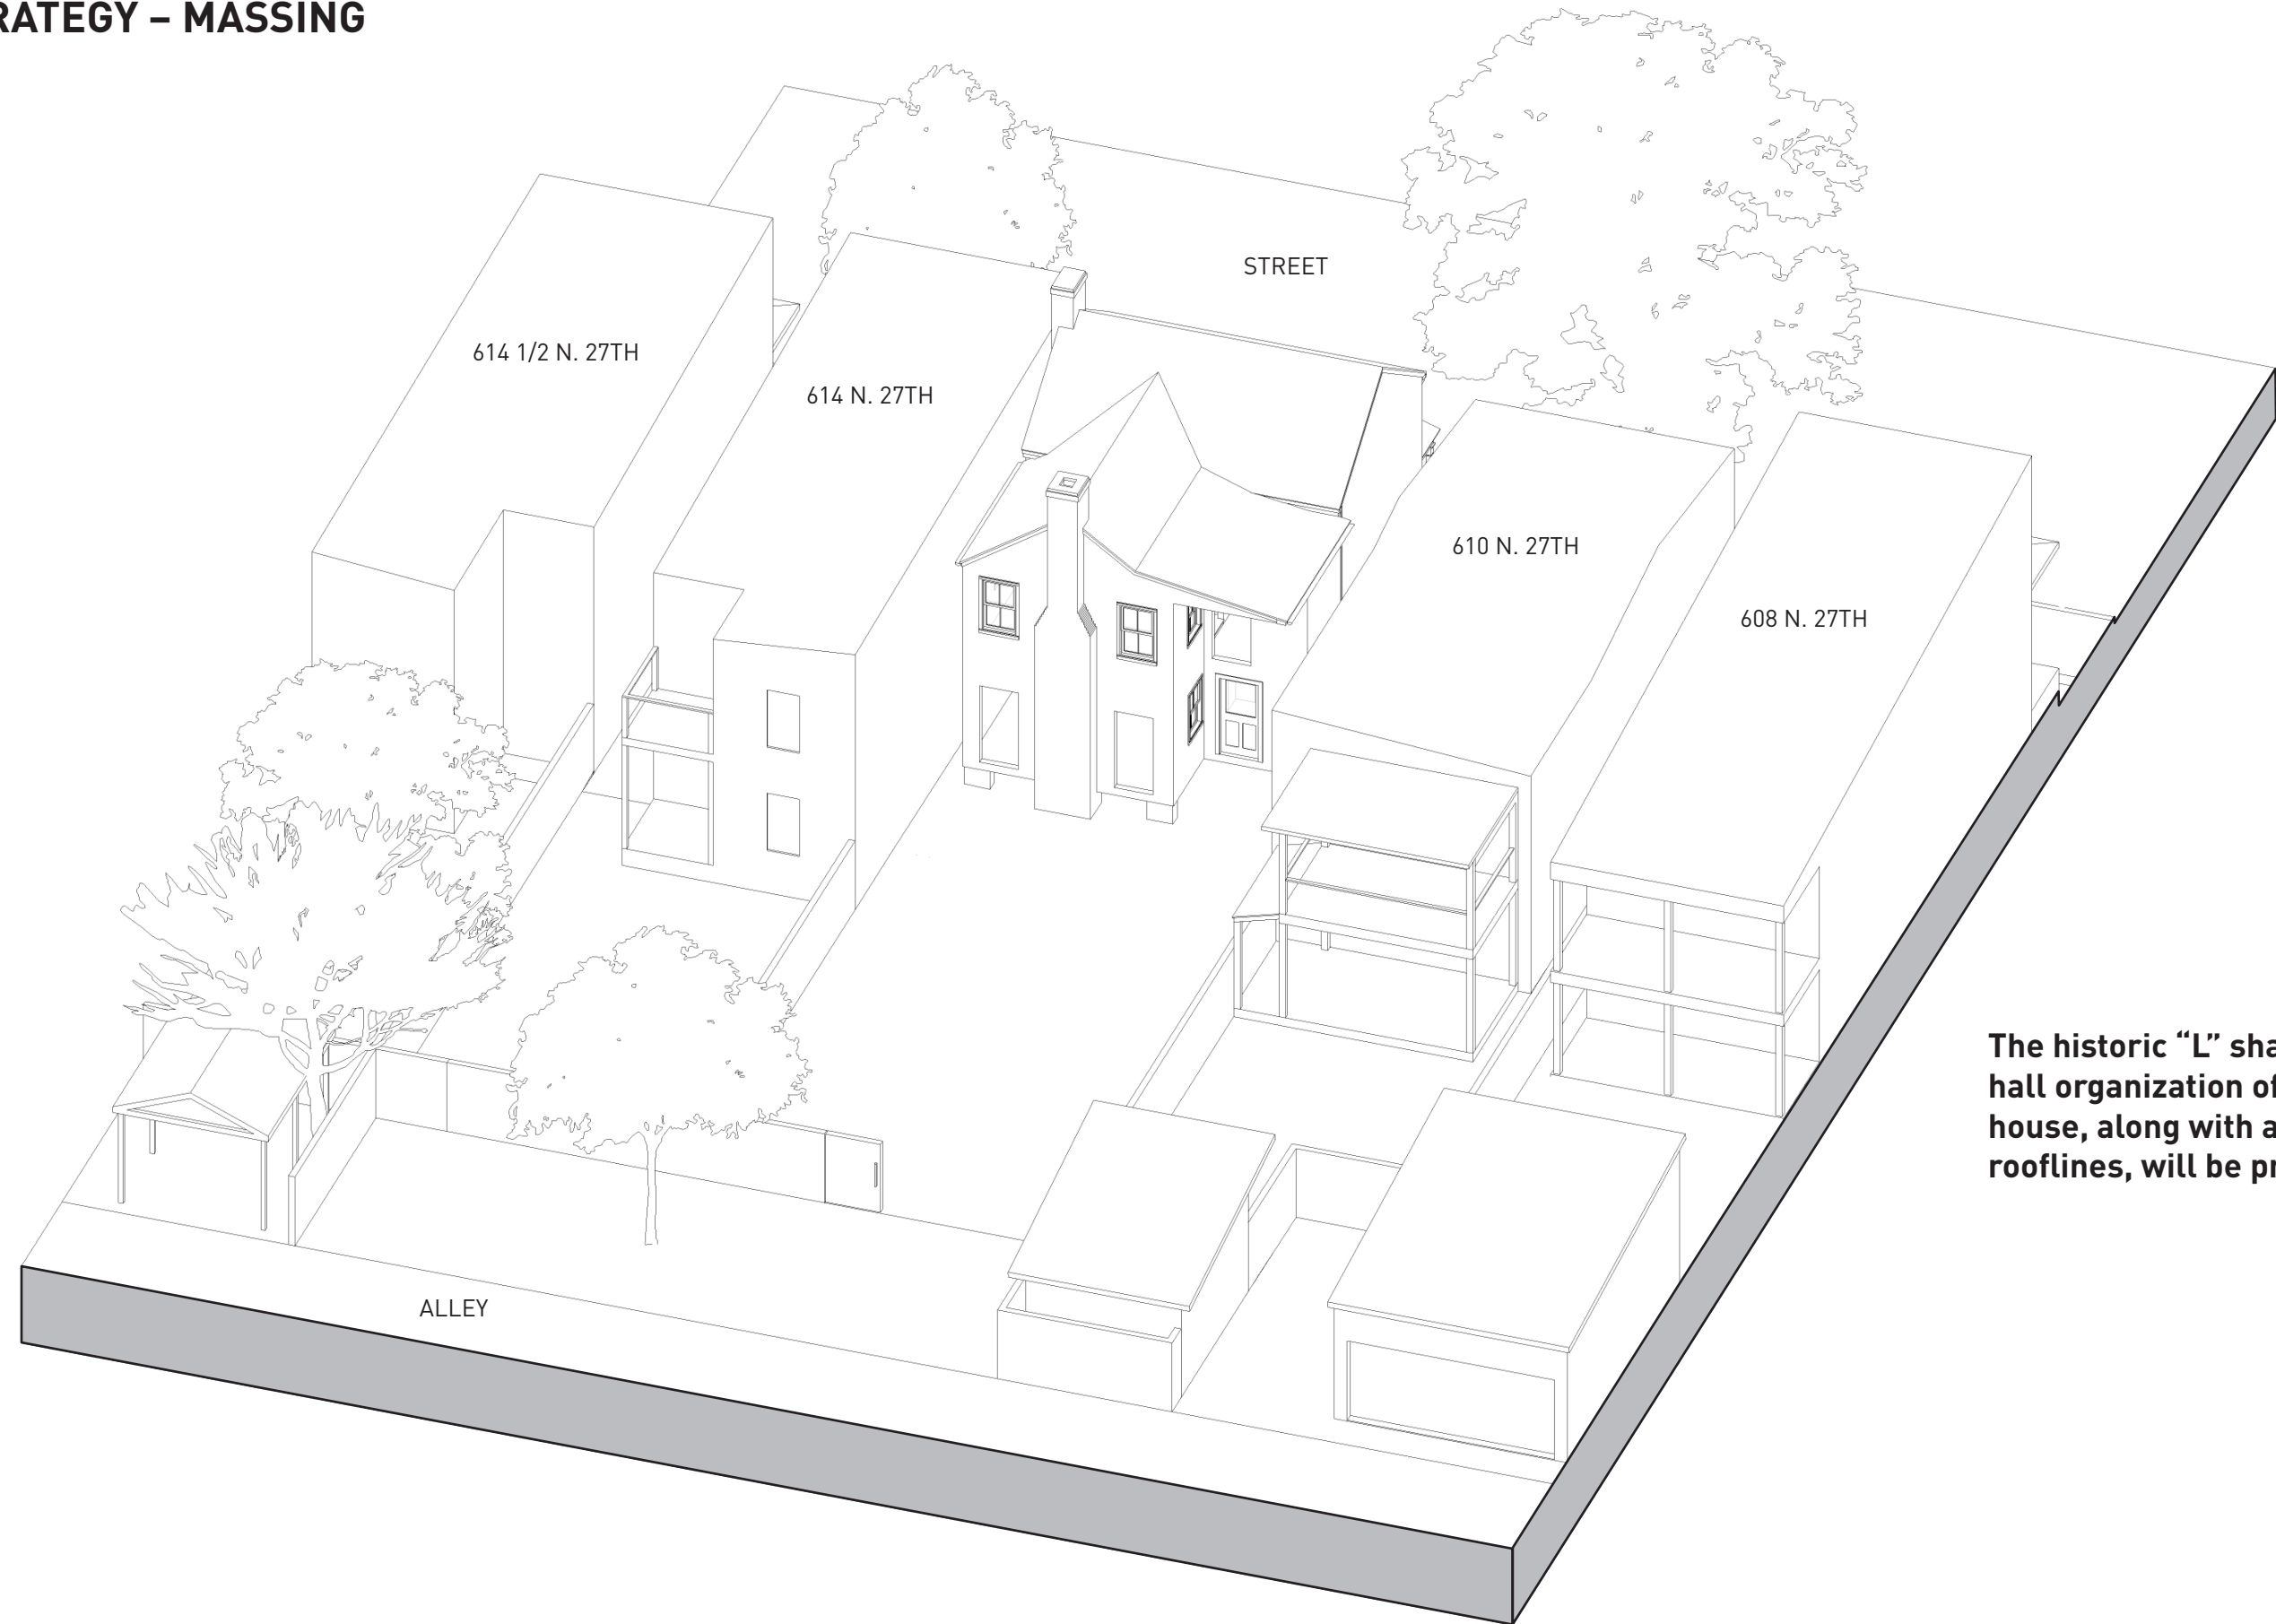 RATEGY – MASSING
STREET
614 1/2 N. 27TH
614 N. 27TH
610 N. 27TH
608 N. 27TH
The historic “L” sha
hall organization of
house, along with a
rooflines, will be pr
ALLEY